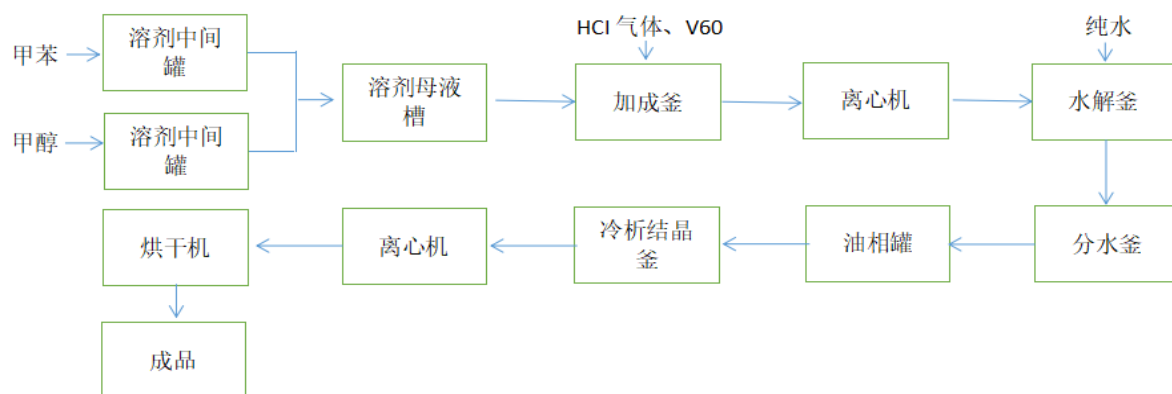 HCl 气体、V60
纯水
甲苯
溶剂中间
罐
溶剂母液
槽
加成釜
离心机
水解釜
甲醇
溶剂中间
罐
烘干机
离心机
冷析结晶
釜
油相罐
分水釜
成品